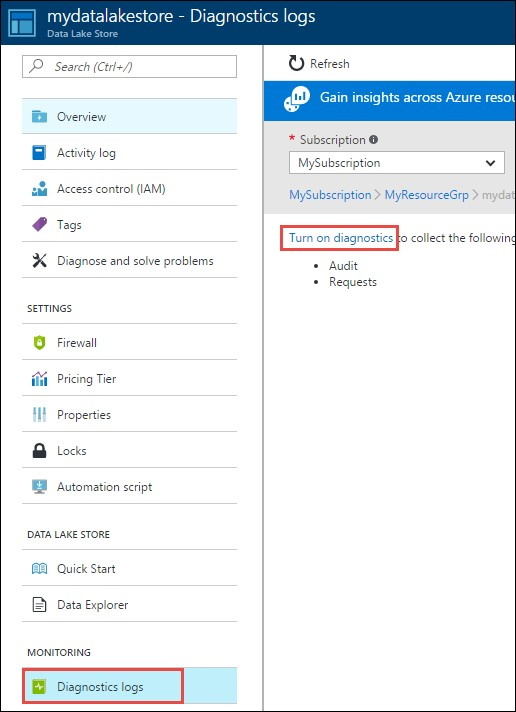 mydatalakestore - Diagnostics logs
Data Lake Store
Search (Ctrl+/)
Overview
Activity log
Access control (IAM)
Tags
Diagnose and solve problems
SETTINGS
Firewall
Pricing Tier
Properties
Locks
Automation script
DATA LAKE STORE
Quick Start
Data Explorer
MONITORING
Diagnostics logs
Refresh
Gain insights across Azure resou
* Subscription
MySubscription
MySubscription > MyResourceGrp > mydat
Turn on diagnostics to collect the following
• Audit
• Requests